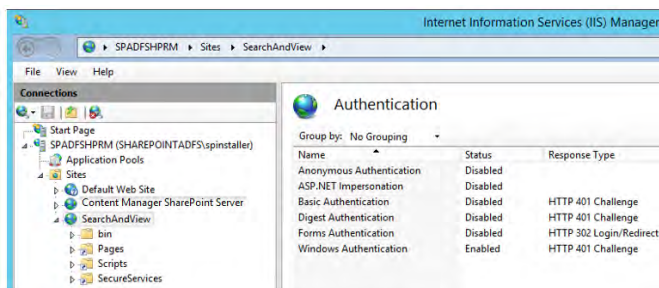 Internet Information Services (IIS) Manager
SPADFSHPRM Sites SearchAndView
File View Help
Connections
Start Page
SPADFSHPRM (SHAREPOINTADFS\spinstaller)
Application Pools
Sites
Default Web Site
Content Manager SharePoint Server
SearchAndView
bin
Pages
Scripts
SecureServices
Authentication
Group by: No Grouping
Name Status Response Type
Anonymous Authentication Disabled
ASP.NET Impersonation Disabled
Basic Authentication Disabled HTTP 401 Challenge
Digest Authentication Disabled HTTP 401 Challenge
Forms Authentication Disabled HTTP 302 Login/Redirect
Windows Authentication Enabled HTTP 401 Challenge